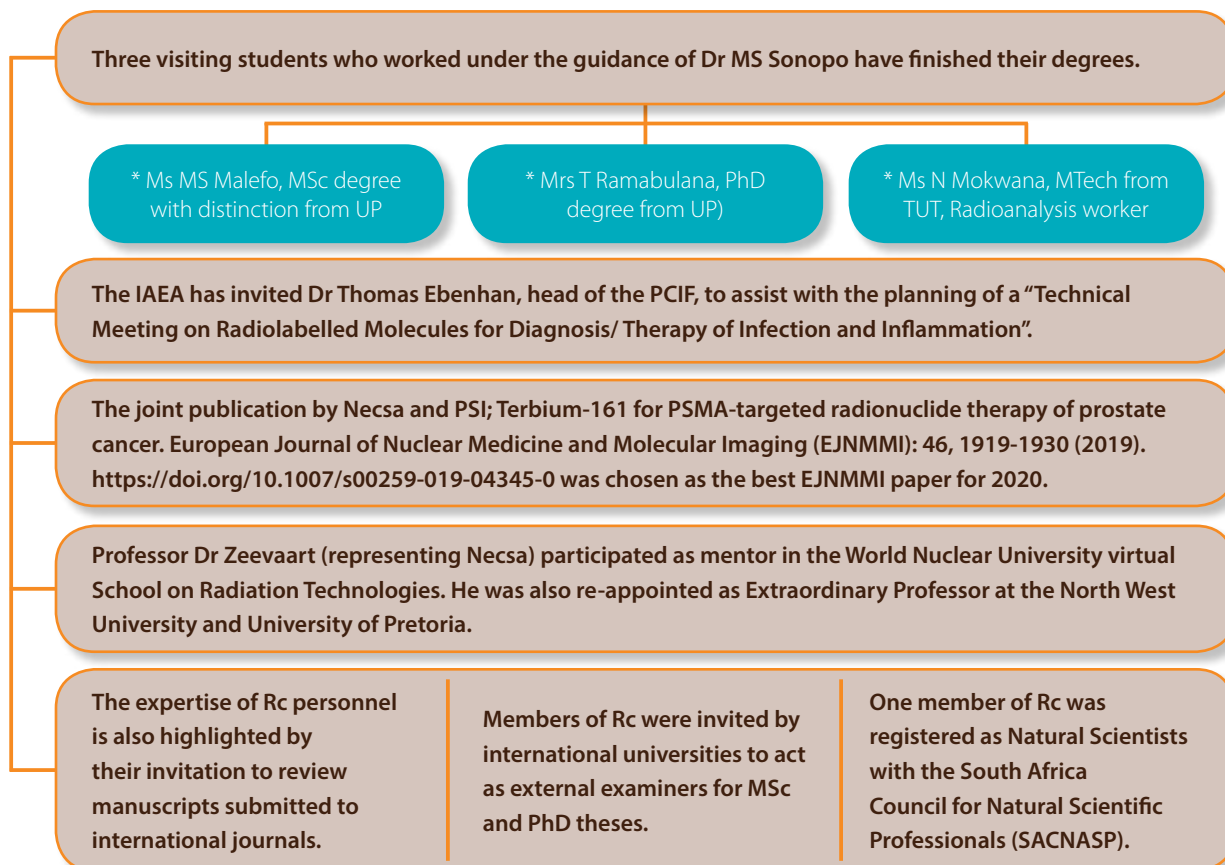 Three visiting students who worked under the guidance of Dr MS Sonopo have finished their degrees.
* Ms MS Malefo, MSc degree
with distinction from UP
* Mrs T Ramabulana, PhD
degree from UP)
* Ms N Mokwana, MTech from
TUT, Radioanalysis worker
The IAEA has invited Dr Thomas Ebenhan, head of the PCIF, to assist with the planning of a “Technical
Meeting on Radiolabelled Molecules for Diagnosis/ Therapy of Infection and Inflammation”.
The joint publication by Necsa and PSI; Terbium-161 for PSMA-targeted radionuclide therapy of prostate
cancer. European Journal of Nuclear Medicine and Molecular Imaging (EJNMMI): 46, 1919-1930 (2019).
https://doi.org/10.1007/s00259-019-04345-0 was chosen as the best EJNMMI paper for 2020.
Professor Dr Zeevaart (representing Necsa) participated as mentor in the World Nuclear University virtual
School on Radiation Technologies. He was also re-appointed as Extraordinary Professor at the North West
University and University of Pretoria.
The expertise of Rc personnel
is also highlighted by
their invitation to review
manuscripts submitted to
international journals.
Members of Rc were invited by
international universities to act
as external examiners for MSc
and PhD theses.
One member of Rc was
registered as Natural Scientists
with the South Africa
Council for Natural Scientific
Professionals (SACNASP).